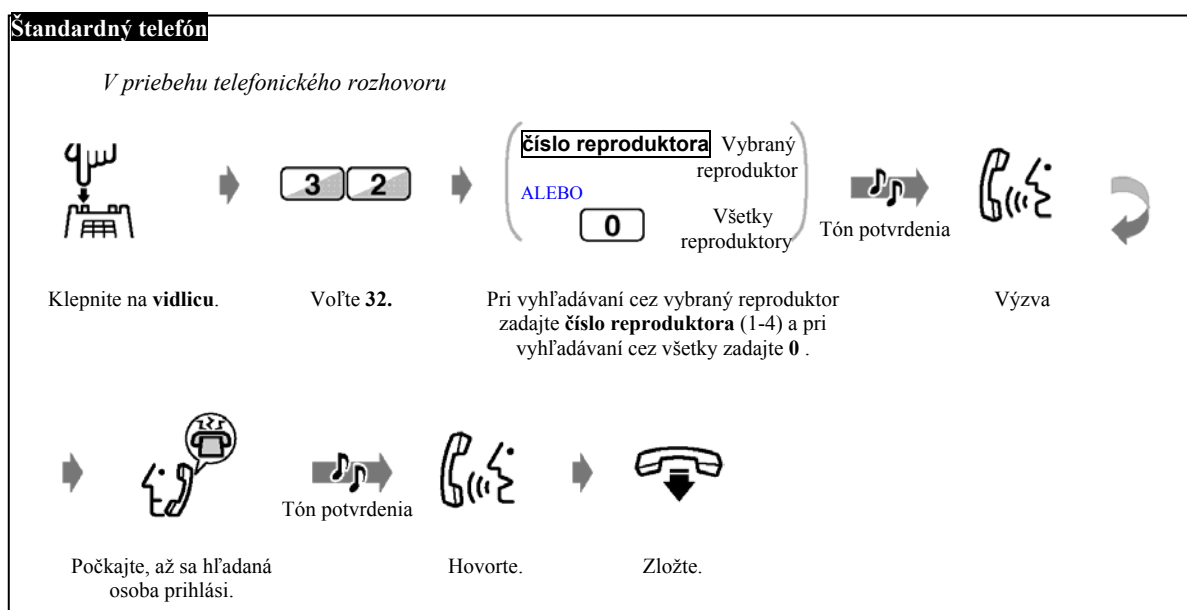 Štandardný telefón
V priebehu telefonického rozhovoru
3 2
číslo reproduktora Vybraný
reproduktor
ALEBO
0 Všetky
reproduktory
Tón potvrdenia
Klepnite na vidlicu.
Voľte 32.
Pri vyhľadávaní cez vybraný reproduktor
zadajte číslo reproduktora (1-4) a pri
vyhľadávaní cez všetky zadajte 0 .
Výzva
Tón potvrdenia
Počkajte, až sa hľadaná
osoba prihlási.
Hovorte.
Zložte.